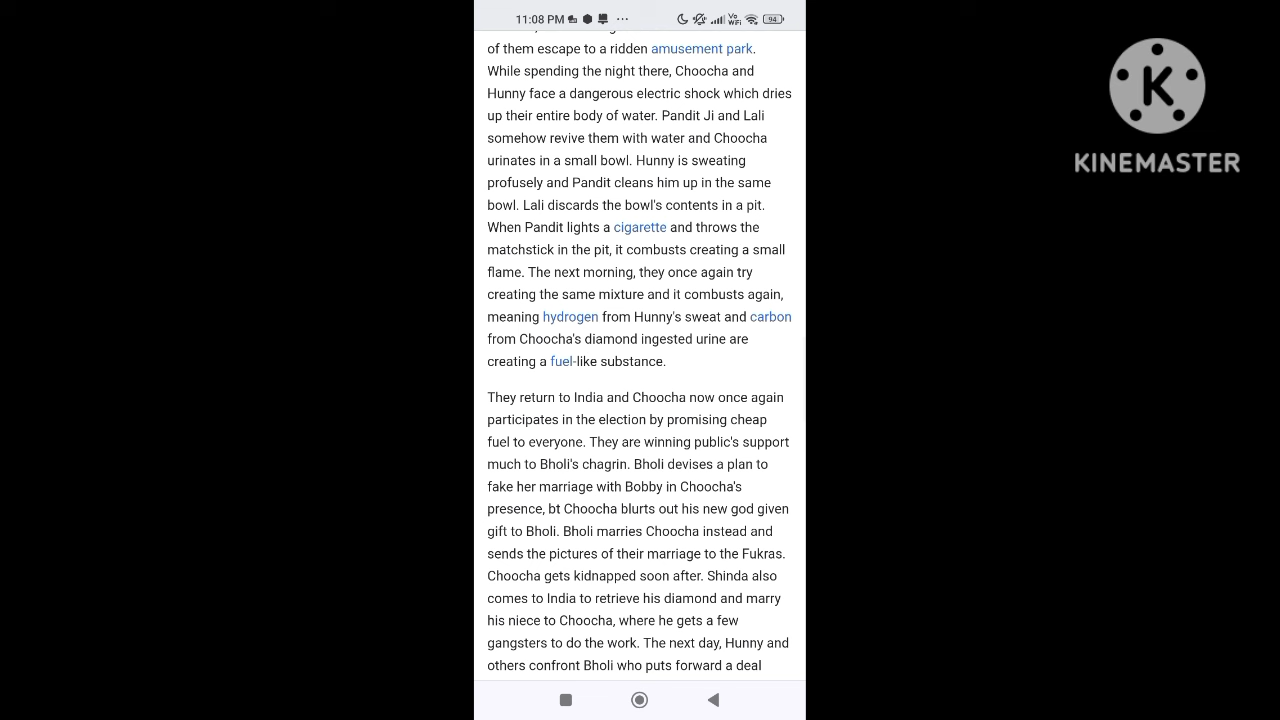 11:08 PM
Vo
WiFi
94
of them escape to a ridden amusement park.
While spending the night there, Choocha and
Hunny face a dangerous electric shock which dries
up their entire body of water. Pandit Ji and Lali
somehow revive them with water and Choocha
urinates in a small bowl. Hunny is sweating
profusely and Pandit cleans him up in the same
bowl. Lali discards the bowl's contents in a pit.
When Pandit lights a cigarette and throws the
matchstick in the pit, it combusts creating a small
flame. The next morning, they once again try
creating the same mixture and it combusts again,
meaning hydrogen from Hunny's sweat and carbon
from Choocha's diamond ingested urine are
creating a fuel-like substance.
They return to India and Choocha now once again
participates in the election by promising cheap
fuel to everyone. They are winning public's support
much to Bholi's chagrin. Bholi devises a plan to
fake her marriage with Bobby in Choocha's
presence, bt Choocha blurts out his new god given
gift to Bholi. Bholi marries Choocha instead and
sends the pictures of their marriage to the Fukras.
Choocha gets kidnapped soon after. Shinda also
comes to India to retrieve his diamond and marry
his niece to Choocha, where he gets a few
gangsters to do the work. The next day, Hunny and
others confront Bholi who puts forward a deal
K
KINEMASTER